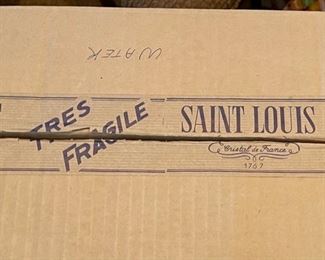 WATER
TRES
FRAGILE
SAINT LOUIS
Cristal de France
1767